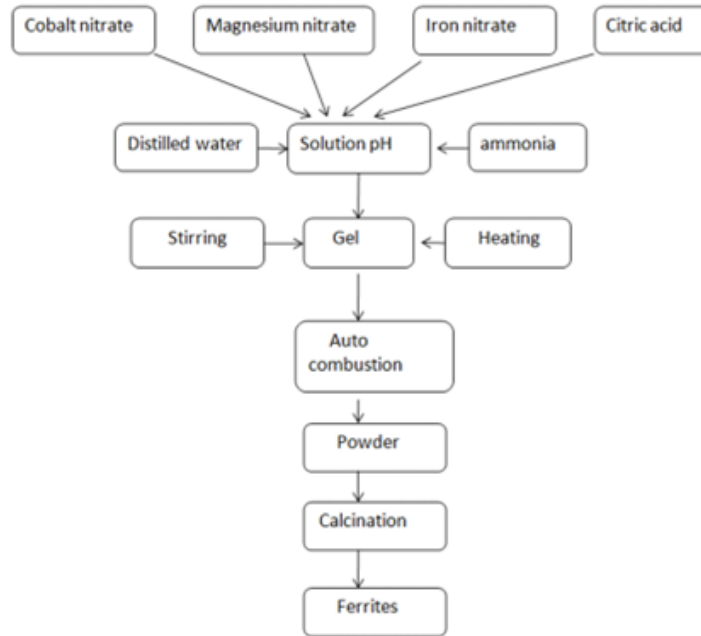 Cobalt nitrate
Magnesium nitrate
Iron nitrate
Citric acid
Distilled water
Solution pH
ammonia
Stirring
Gel
Heating
Auto
combustion
Powder
Calcination
Ferrites